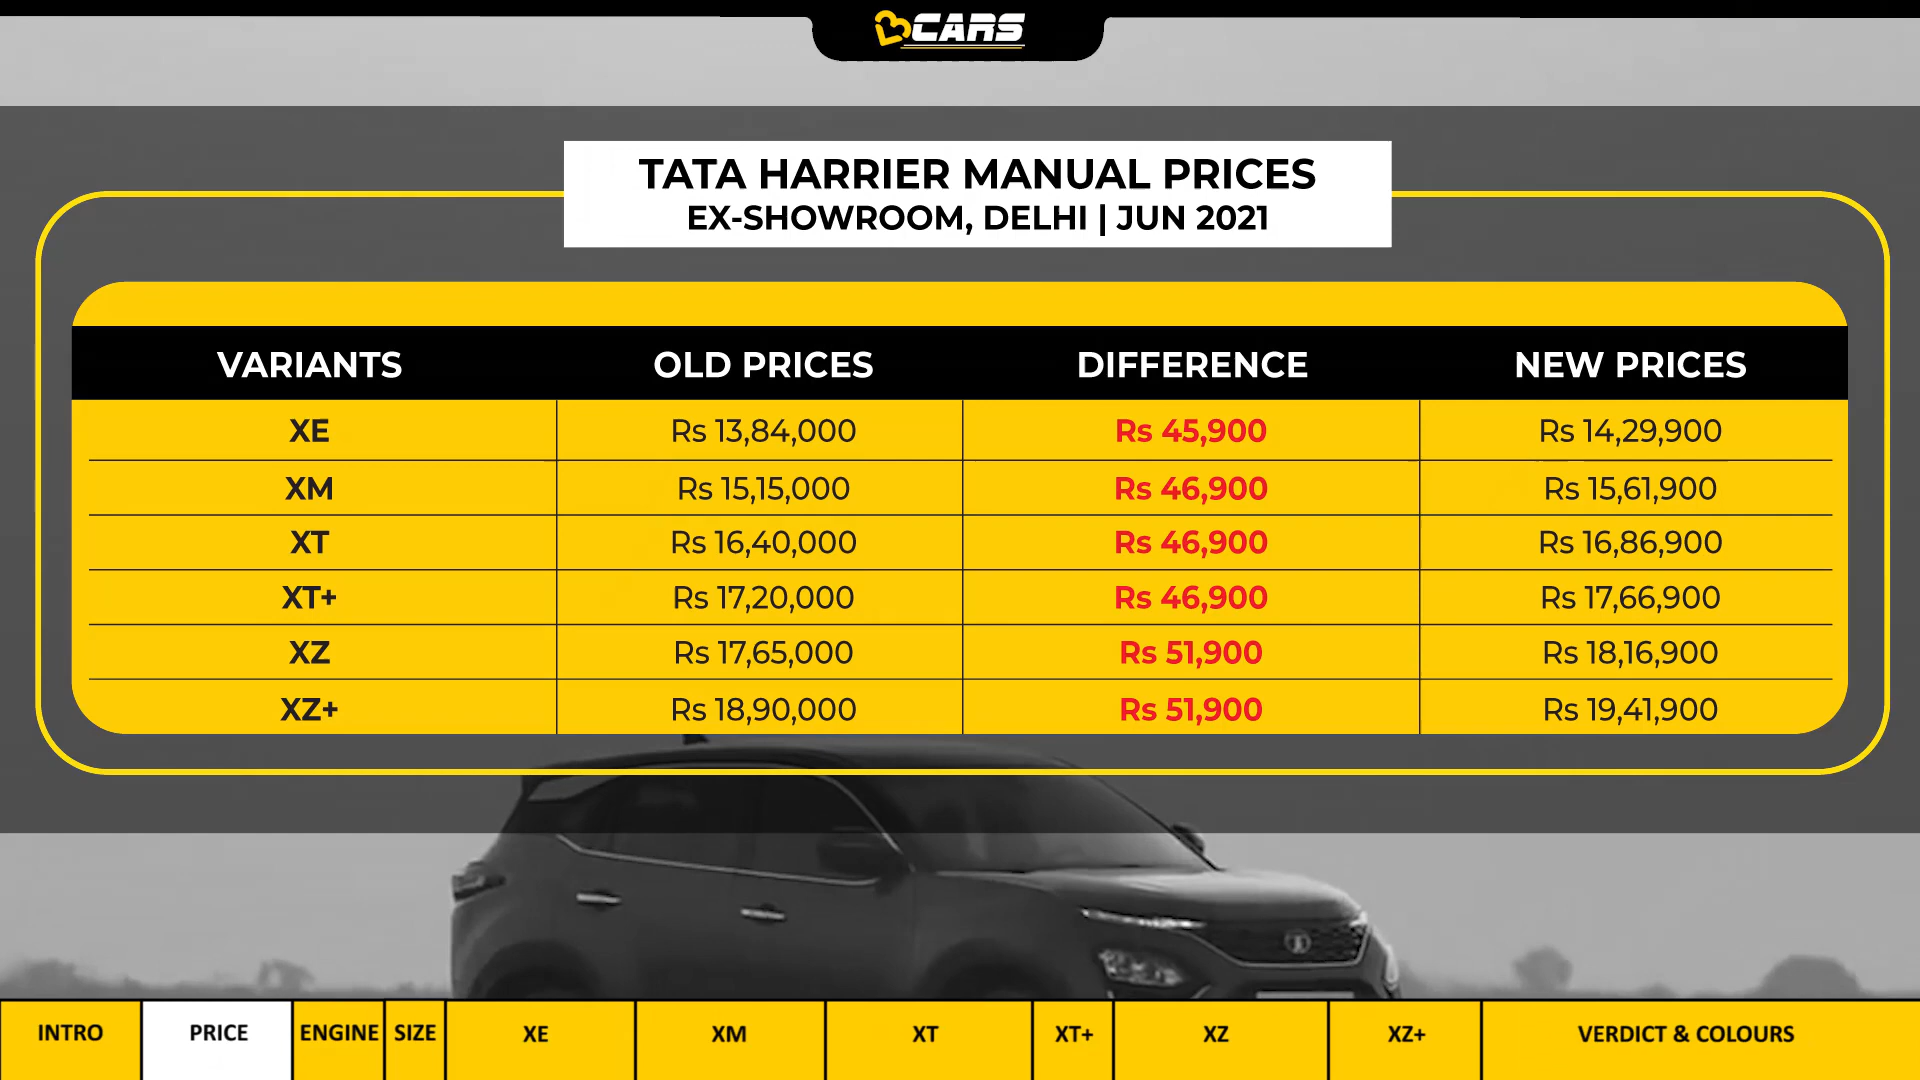 CARS
TATA HARRIER MANUAL PRICES
EX-SHOWROOM, DELHI | JUN 2021
VARIANTS OLD PRICES DIFFERENCE NEW PRICES
XE Rs 13,84,000 Rs 45,900 Rs 14,29,900
XM Rs 15,15,000 Rs 46,900 Rs 15,61,900
XT Rs 16,40,000 Rs 46,900 Rs 16,86,900
XT+ Rs 17,20,000 Rs 46,900 Rs 17,66,900
XZ Rs 17,65,000 Rs 51,900 Rs 18,16,900
XZ+ Rs 18,90,000 Rs 51,900 Rs 19,41,900
INTRO PRICE ENGINE SIZE XE XM XT XT+ XZ XZ+ VERDICT & COLOURS